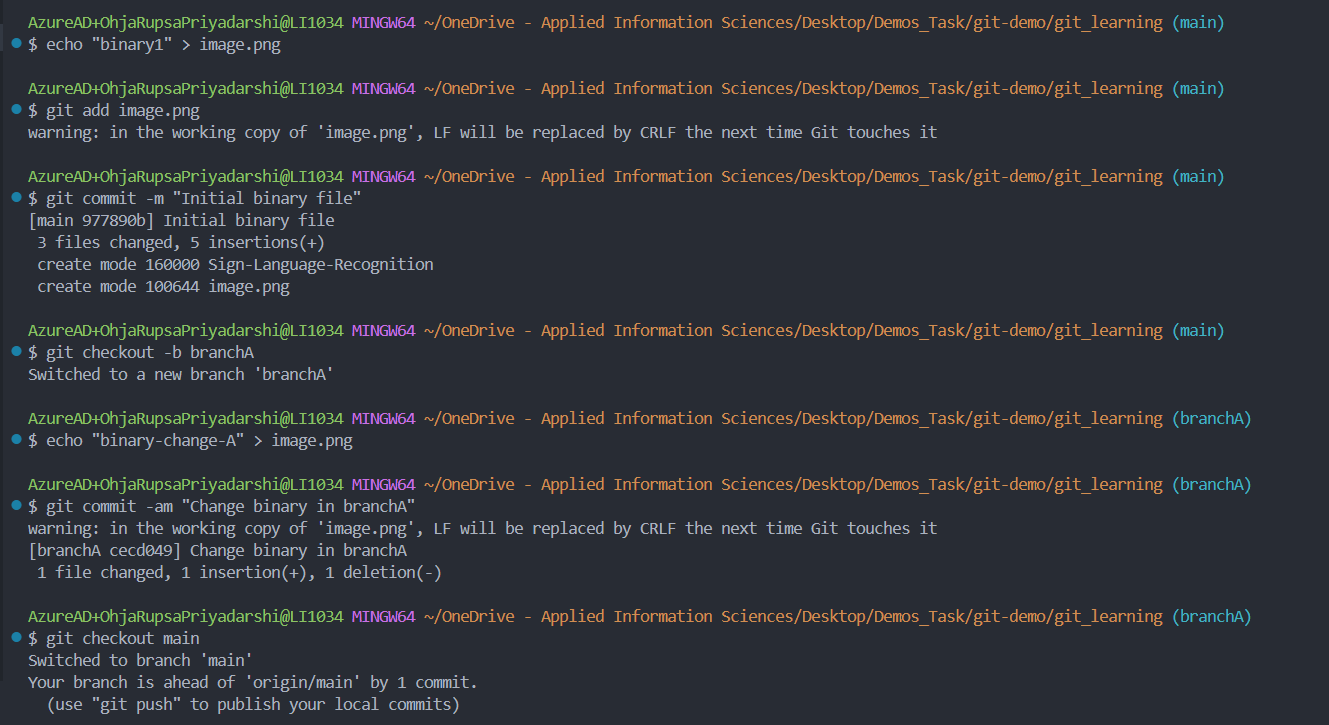 AzureAD+OhjaRupsaPriyadarshi@LI1034 MINGW64 ~/OneDrive - Applied Information Sciences/Desktop/Demos_Task/git-demo/git_learning (main)
$ echo "binary1" > image.png
AzureAD+OhjaRupsaPriyadarshi@LI1034 MINGW64 ~/OneDrive - Applied Information Sciences/Desktop/Demos_Task/git-demo/git_learning (main)
$ git add image.png
warning: in the working copy of 'image.png', LF will be replaced by CRLF the next time Git touches it
AzureAD+OhjaRupsaPriyadarshi@LI1034 MINGW64 ~/OneDrive - Applied Information Sciences/Desktop/Demos_Task/git-demo/git_learning (main)
$ git commit -m "Initial binary file"
[main 977890b] Initial binary file
 3 files changed, 5 insertions(+)
 create mode 160000 Sign-Language-Recognition
 create mode 100644 image.png
AzureAD+OhjaRupsaPriyadarshi@LI1034 MINGW64 ~/OneDrive - Applied Information Sciences/Desktop/Demos_Task/git-demo/git_learning (main)
$ git checkout -b branchA
Switched to a new branch 'branchA'
AzureAD+OhjaRupsaPriyadarshi@LI1034 MINGW64 ~/OneDrive - Applied Information Sciences/Desktop/Demos_Task/git-demo/git_learning (branchA)
$ echo "binary-change-A" > image.png
AzureAD+OhjaRupsaPriyadarshi@LI1034 MINGW64 ~/OneDrive - Applied Information Sciences/Desktop/Demos_Task/git-demo/git_learning (branchA)
$ git commit -am "Change binary in branchA"
warning: in the working copy of 'image.png', LF will be replaced by CRLF the next time Git touches it
[branchA cecd049] Change binary in branchA
 1 file changed, 1 insertion(+), 1 deletion(-)
AzureAD+OhjaRupsaPriyadarshi@LI1034 MINGW64 ~/OneDrive - Applied Information Sciences/Desktop/Demos_Task/git-demo/git_learning (branchA)
$ git checkout main
Switched to branch 'main'
Your branch is ahead of 'origin/main' by 1 commit.
  (use "git push" to publish your local commits)